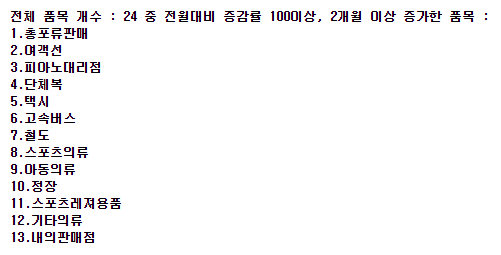 전체 품목 개수 : 24 중 전월대비 증감률 100이상, 2개월 이상 증가한 품목 :
1.총포류판매
2.여객선
3.피아노대리점
4.단체복
5.택시
6.고속버스
7.철도
8.스포츠의류
9.아동의류
10.정장
11.스포츠레져용품
12.기타의류
13.내의판매점